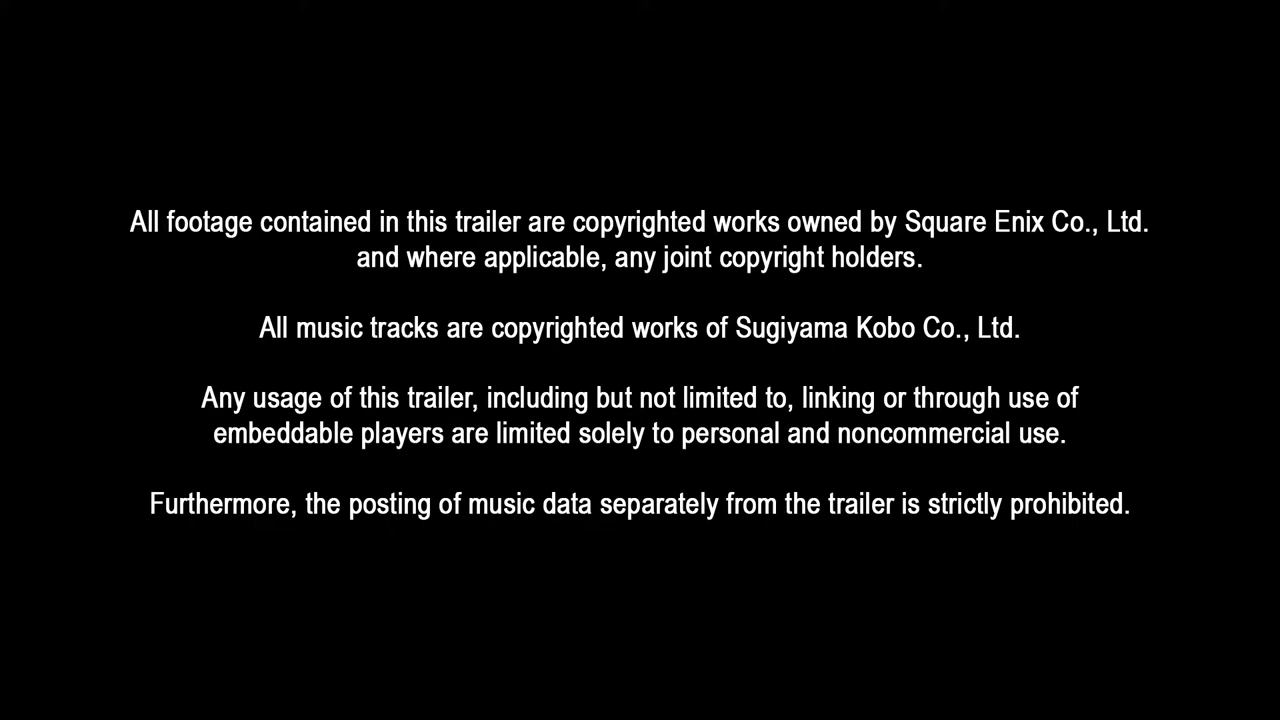 All footage contained in this trailer are copyrighted works owned by Square Enix Co., Ltd.
and where applicable, any joint copyright holders.
All music tracks are copyrighted works of Sugiyama Kobo Co., Ltd.
Any usage of this trailer, including but not limited to, linking or through use of
embeddable players are limited solely to personal and noncommercial use.
Furthermore, the posting of music data separately from the trailer is strictly prohibited.